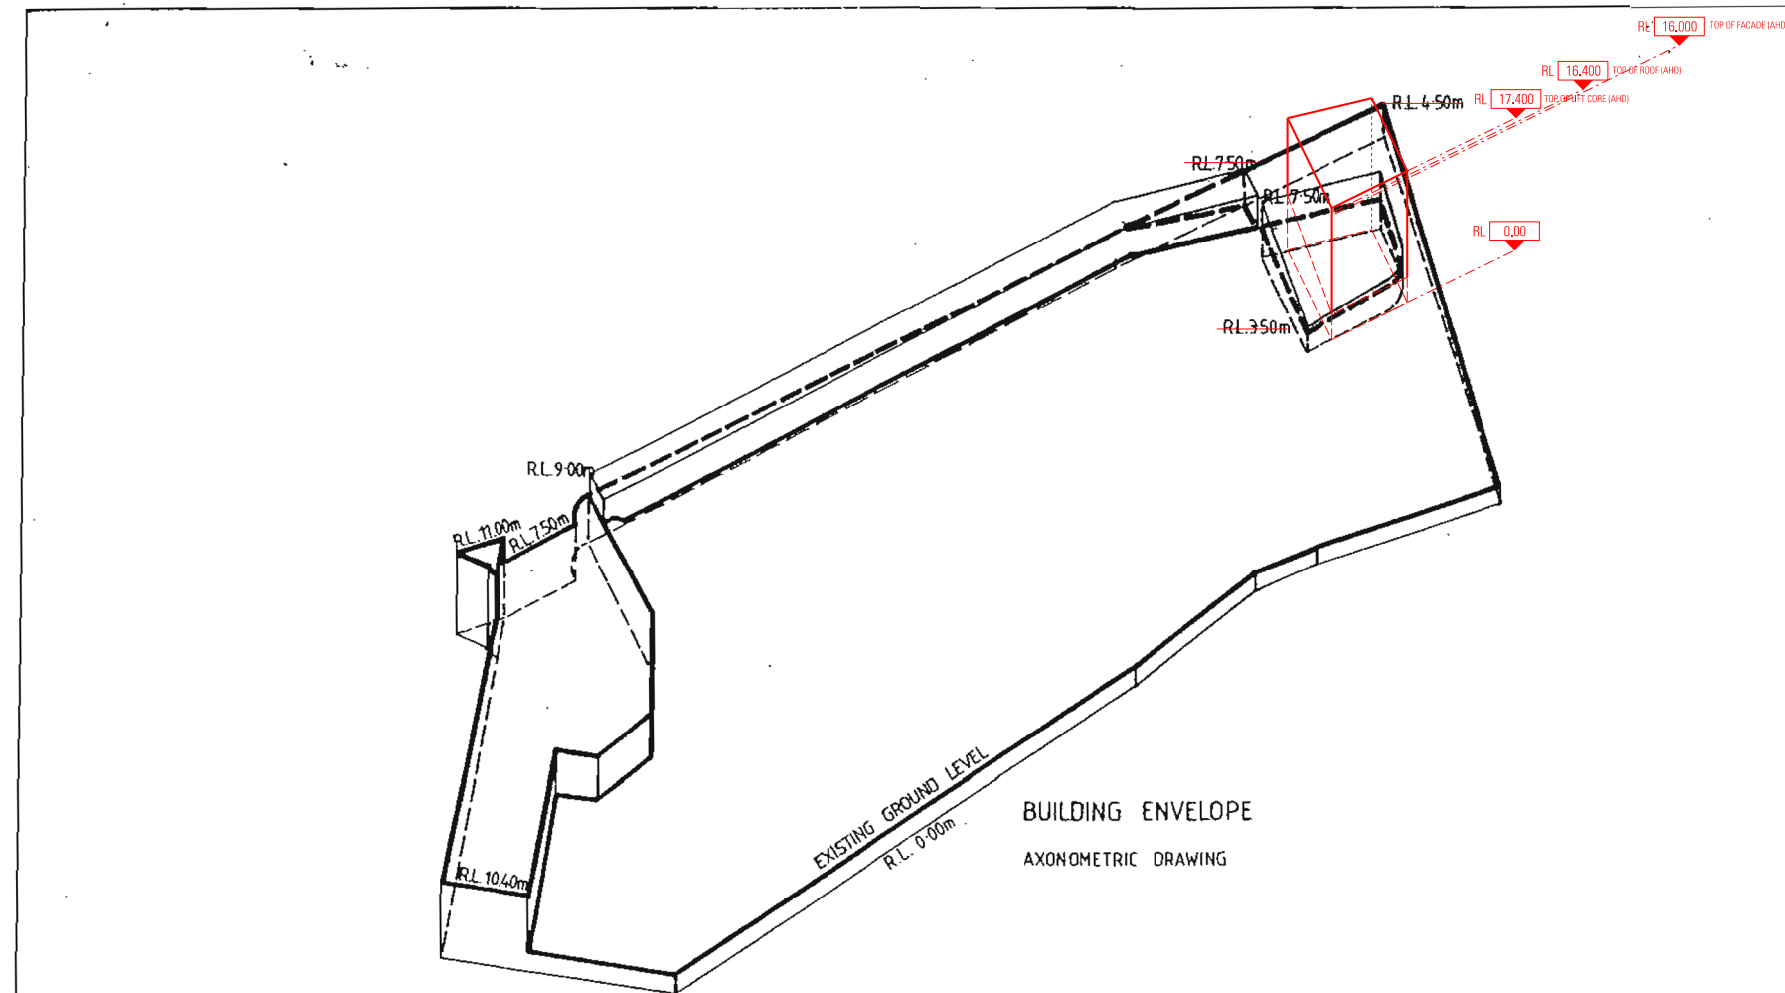 RL 16.000 TOP OF FACADE (AHD
RL 16.400 TOP OF ROOF (AHD)
RL 17.400 TOP OF LIFT CORE (AHD)
R.L. 4·50m
R.L. 7·50m
R.L. 7·50m
RL 0.00
R.L. 3·50m
R.L. 9·00m
R.L. 11.00m
R.L. 7.50m
EXISTING GROUND LEVEL
R.L. 0·00m
BUILDING ENVELOPE
AXONOMETRIC DRAWING
R.L. 10.40m